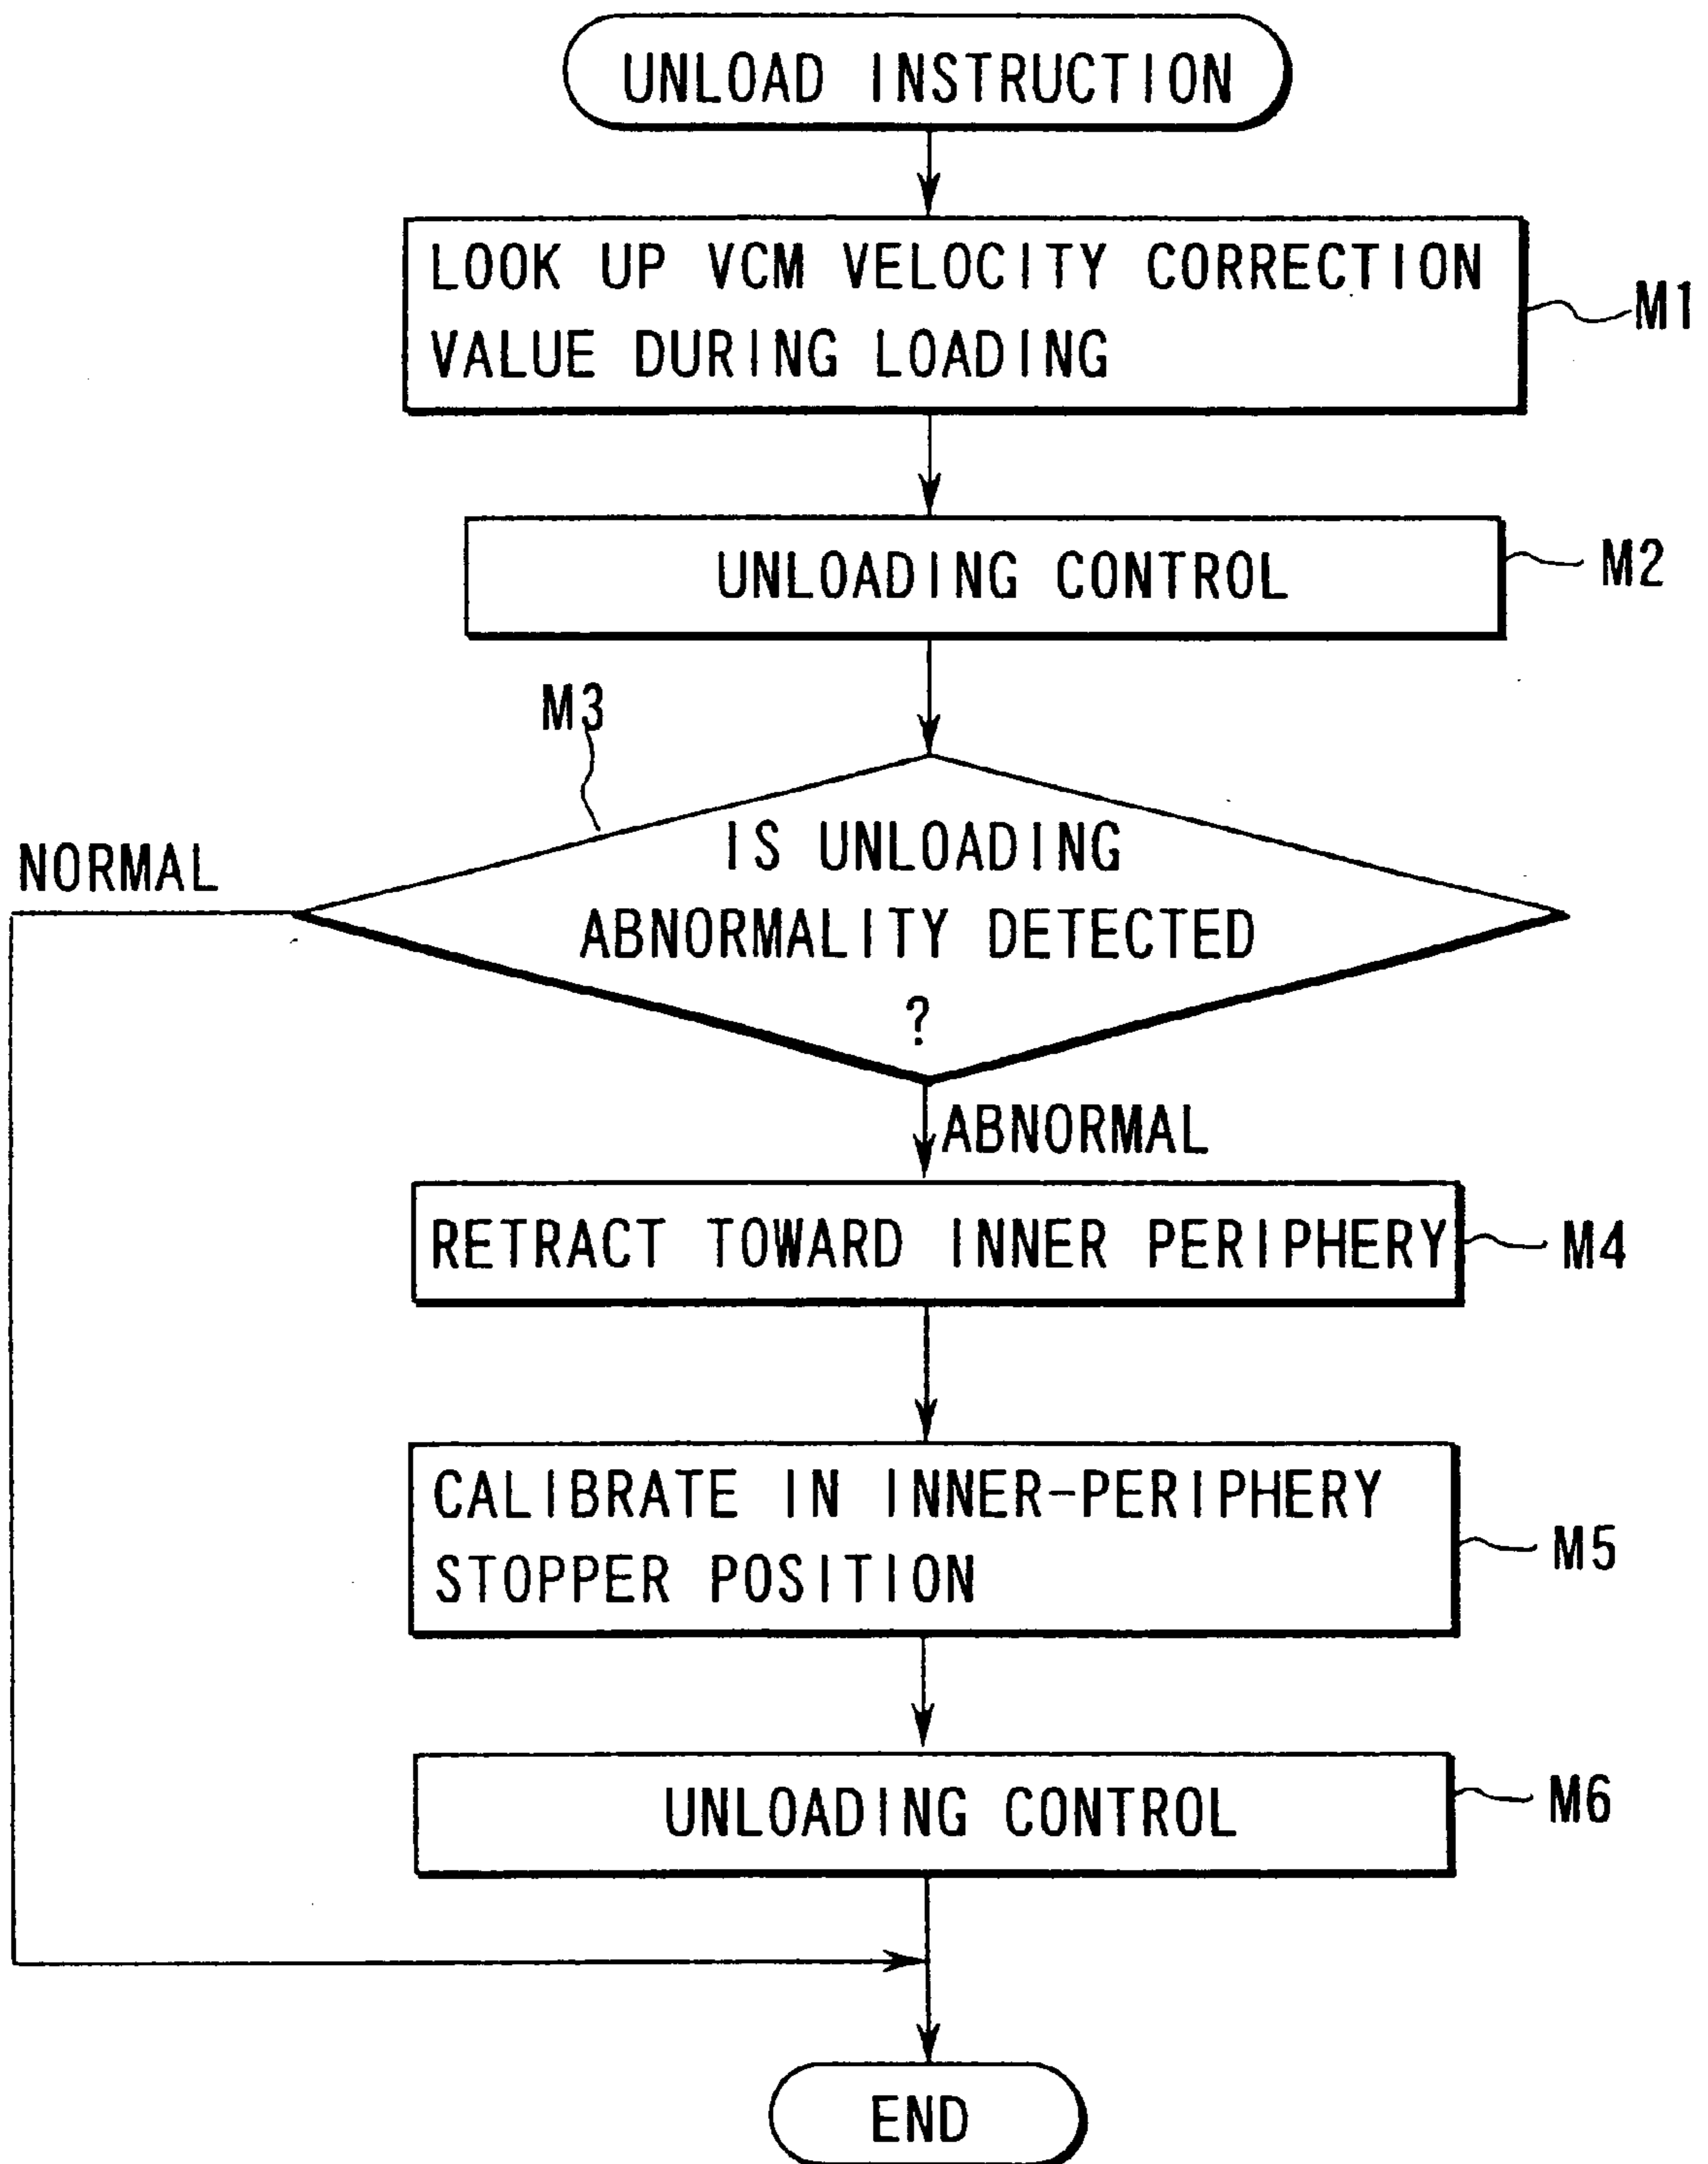 UNLOAD INSTRUCTION
LOOK UP VCM VELOCITY CORRECTION
VALUE DURING LOADING
M1
UNLOADING CONTROL
M2
M3
IS UNLOADING
ABNORMALITY DETECTED
?
NORMAL
ABNORMAL
RETRACT TOWARD INNER PERIPHERY
M4
CALIBRATE IN INNER-PERIPHERY
STOPPER POSITION
M5
UNLOADING CONTROL
M6
END